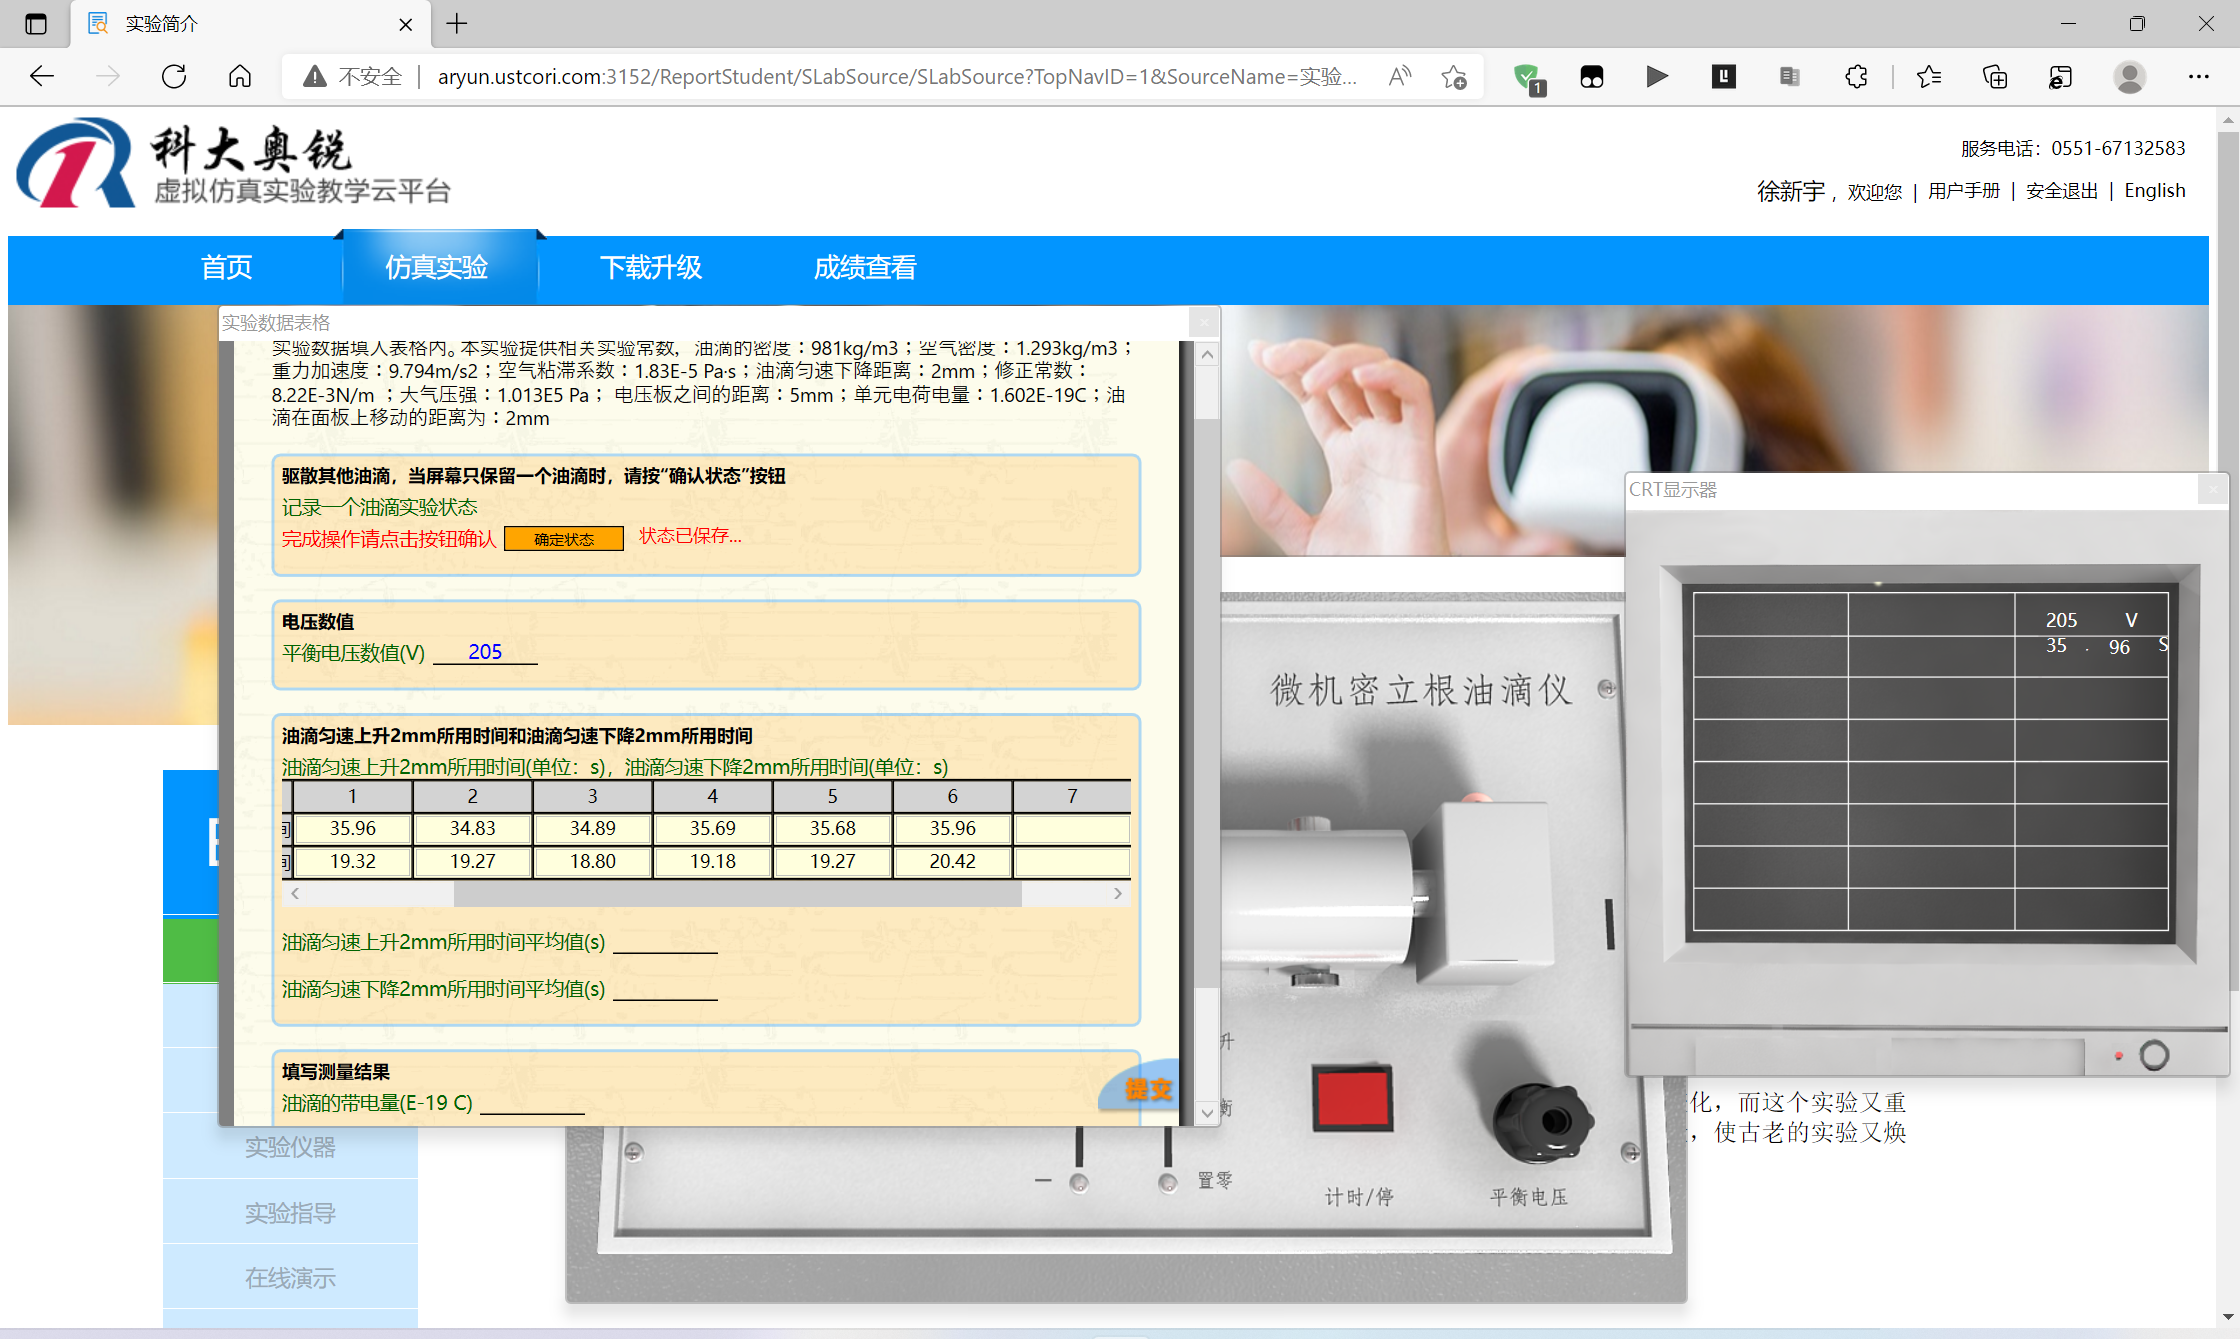 实验简介
不安全
aryun.ustcori.com:3152/ReportStudent/SLabSource/SLabSource?TopNavID=1&SourceName=实验...
1
科大奥锐
虚拟仿真实验教学云平台
服务电话：0551-67132583
徐新宇，欢迎您 | 用户手册 | 安全退出 | English
首页 仿真实验 下载升级 成绩查看
实验数据表格
实验数据填入表格内。本实验提供相关实验常数，油滴的密度：981kg/m3；空气密度：1.293kg/m3；
重力加速度：9.794m/s2；空气粘滞系数：1.83E-5 Pa·s；油滴匀速下降距离：2mm；修正常数：
8.22E-3N/m ；大气压强：1.013E5 Pa； 电压板之间的距离：5mm；单元电荷电量：1.602E-19C；油
滴在面板上移动的距离为：2mm
驱散其他油滴，当屏幕只保留一个油滴时，请按“确认状态”按钮
记录一个油滴实验状态
完成操作请点击按钮确认 确定状态 状态已保存...
电压数值
平衡电压数值(V) 205
油滴匀速上升2mm所用时间和油滴匀速下降2mm所用时间
油滴匀速上升2mm所用时间(单位：s)，油滴匀速下降2mm所用时间(单位：s)
1 2 3 4 5 6 7
间 35.96 34.83 34.89 35.69 35.68 35.96
间 19.32 19.27 18.80 19.18 19.27 20.42
油滴匀速上升2mm所用时间平均值(s)
油滴匀速下降2mm所用时间平均值(s)
填写测量结果
油滴的带电量(E-19 C)
提交
CRT显示器
205 V
35 . 96 S
微机密立根油滴仪
升
衡
置零
计时/停
平衡电压
化，而这个实验又重
，使古老的实验又焕
实验仪器
实验指导
在线演示